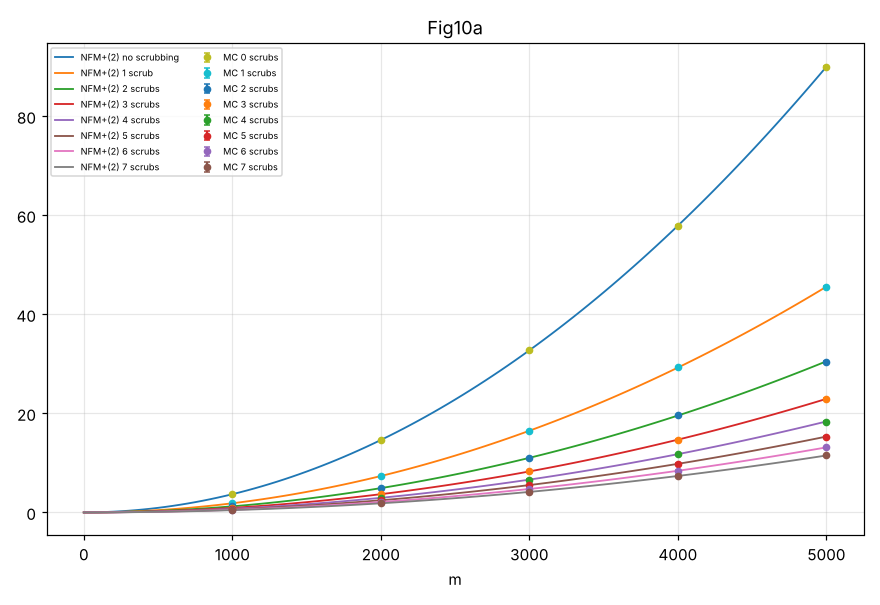 Fig10a
NFM+(2) no scrubbing
NFM+(2) 1 scrub
NFM+(2) 2 scrubs
NFM+(2) 3 scrubs
NFM+(2) 4 scrubs
NFM+(2) 5 scrubs
NFM+(2) 6 scrubs
NFM+(2) 7 scrubs
MC 0 scrubs
MC 1 scrubs
MC 2 scrubs
MC 3 scrubs
MC 4 scrubs
MC 5 scrubs
MC 6 scrubs
MC 7 scrubs
80
60
40
20
0
0 1000 2000 3000 4000 5000
m